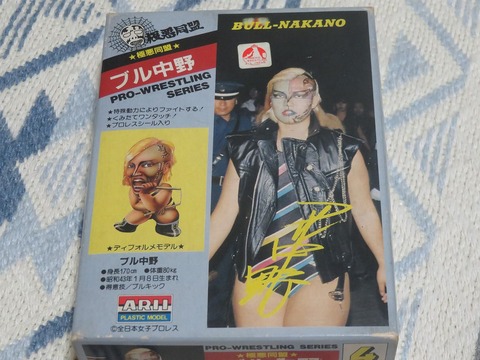 極悪同盟
BULL-NAKANO
★極悪同盟★
ブル中野
PRO-WRESTLING
SERIES
★特殊動力によりファイトする!
★くみたてワンタッチ!
★プロレスシール入り
★ディフォルメモデル★
ブル中野
●身長170cm ●体重80kg
●昭和43年1月8日生まれ
●得意技/ブルキック
ARII
PLASTIC MODEL
©全日本女子プロレス
PRO-WRESTLING SERIES
★極悪同盟★